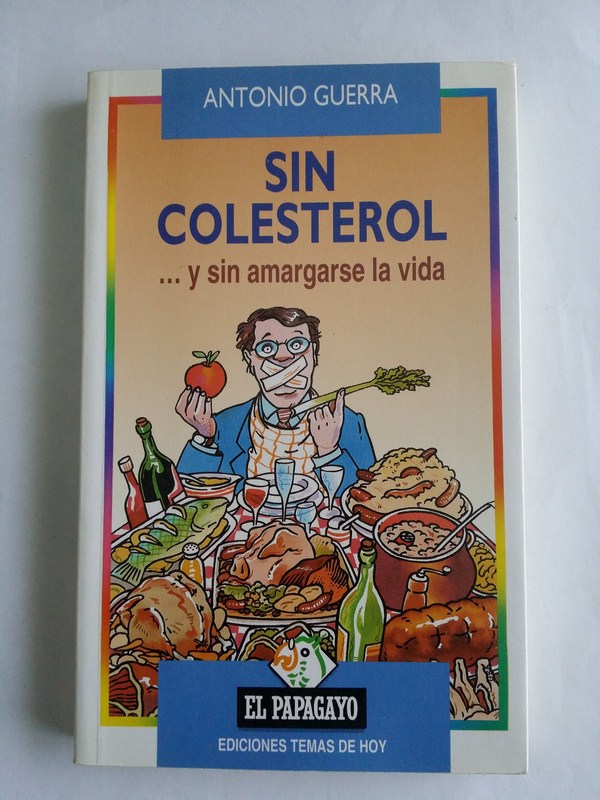 ANTONIO GUERRA
SIN
COLESTEROL
... y sin amargarse la vida
EL PAPAGAYO
EDICIONES TEMAS DE HOY